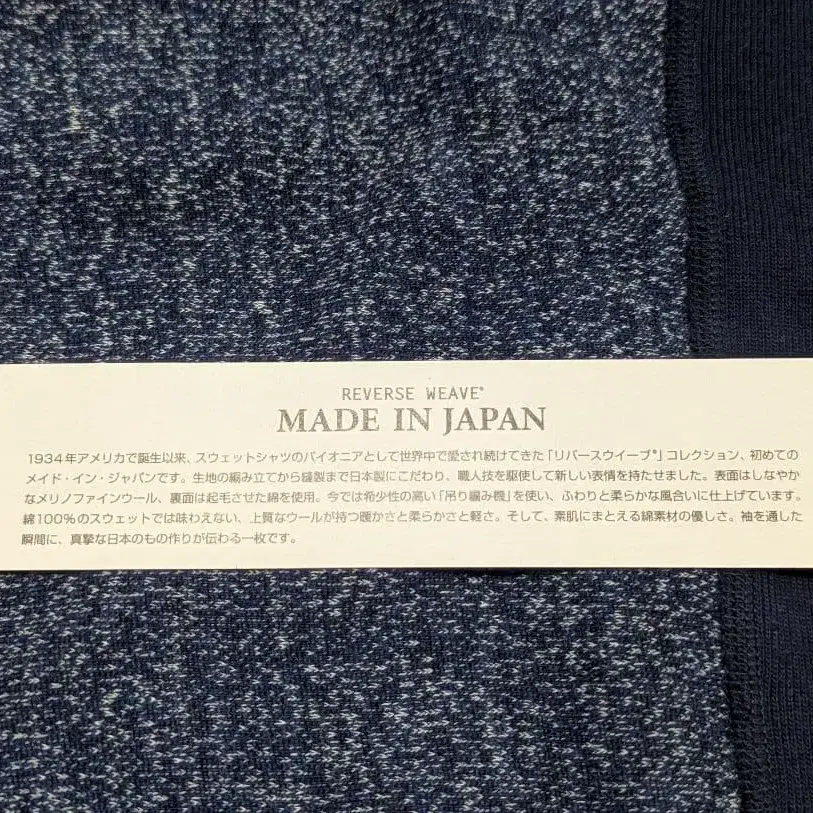 REVERSE WEAVE®
MADE IN JAPAN
1934年アメリカで誕生以来、スウェットシャツのパイオニアとして世界中で愛され続けてきた「リバースウイーブ®」コレクション、初めての
メイド・イン・ジャパンです。生地の編み立てから縫製まで日本製にこだわり、職人技を駆使して新しい表情を持たせました。表面はしなやか
なメリノファインウール、裏面は起毛させた綿を使用。今では希少性の高い「吊り編み機」を使い、ふわりと柔らかな風合いに仕上げています。
綿100%のスウェットでは味わえない、上質なウールが持つ暖かさと柔らかさと軽さ。そして、素肌にまとえる綿素材の優しさ。袖を通した
瞬間に、真摯な日本のもの作りが伝わる一枚です。